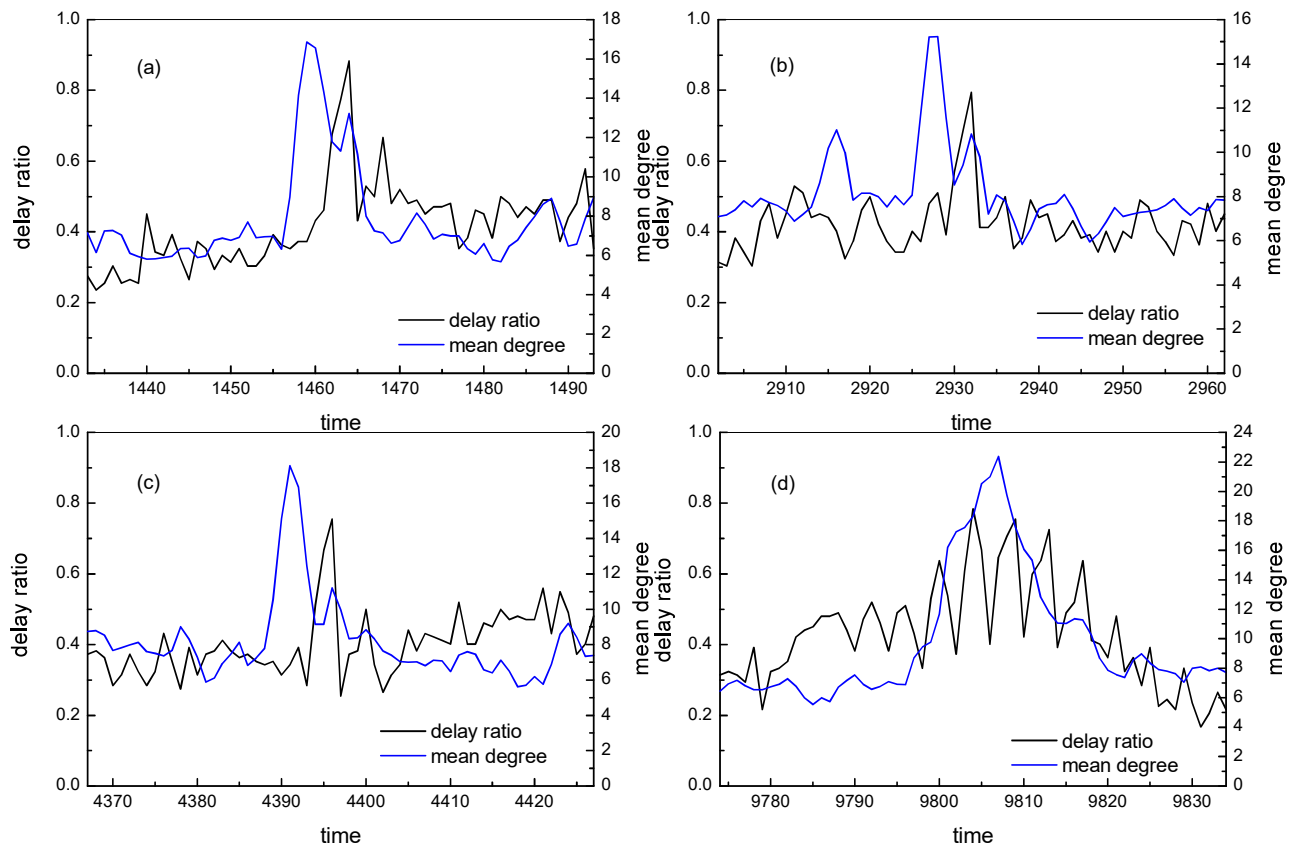 1.0
0.8
0.6
0.4
0.2
0.0
delay ratio
(a)
18
16
14
12
10
8
6
4
2
0
mean degree
delay ratio
mean degree
1440 1450 1460 1470 1480 1490
time
1.0
0.8
0.6
0.4
0.2
0.0
delay ratio
(b)
16
14
12
10
8
6
4
2
0
mean degree
delay ratio
mean degree
2910 2920 2930 2940 2950 2960
time
1.0
0.8
0.6
0.4
0.2
0.0
delay ratio
(c)
20
18
16
14
12
10
8
6
4
2
0
mean degree
delay ratio
mean degree
4370 4380 4390 4400 4410 4420
time
1.0
0.8
0.6
0.4
0.2
0.0
delay ratio
(d)
24
22
20
18
16
14
12
10
8
6
4
2
0
mean degree
delay ratio
mean degree
9780 9790 9800 9810 9820 9830
time